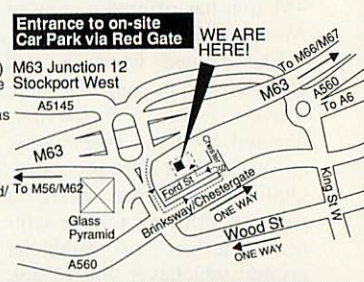 Entrance to on-site
Car Park via Red Gate
WE ARE
HERE!
M63 Junction 12
Stockport West
To M66/M67
A5145
M63
A560
To A6
M63
To M56/M62
Chester St
Ford St
Brinksway/Chestergate
ONE WAY
King St W
Glass
Pyramid
Wood St
ONE WAY
A560